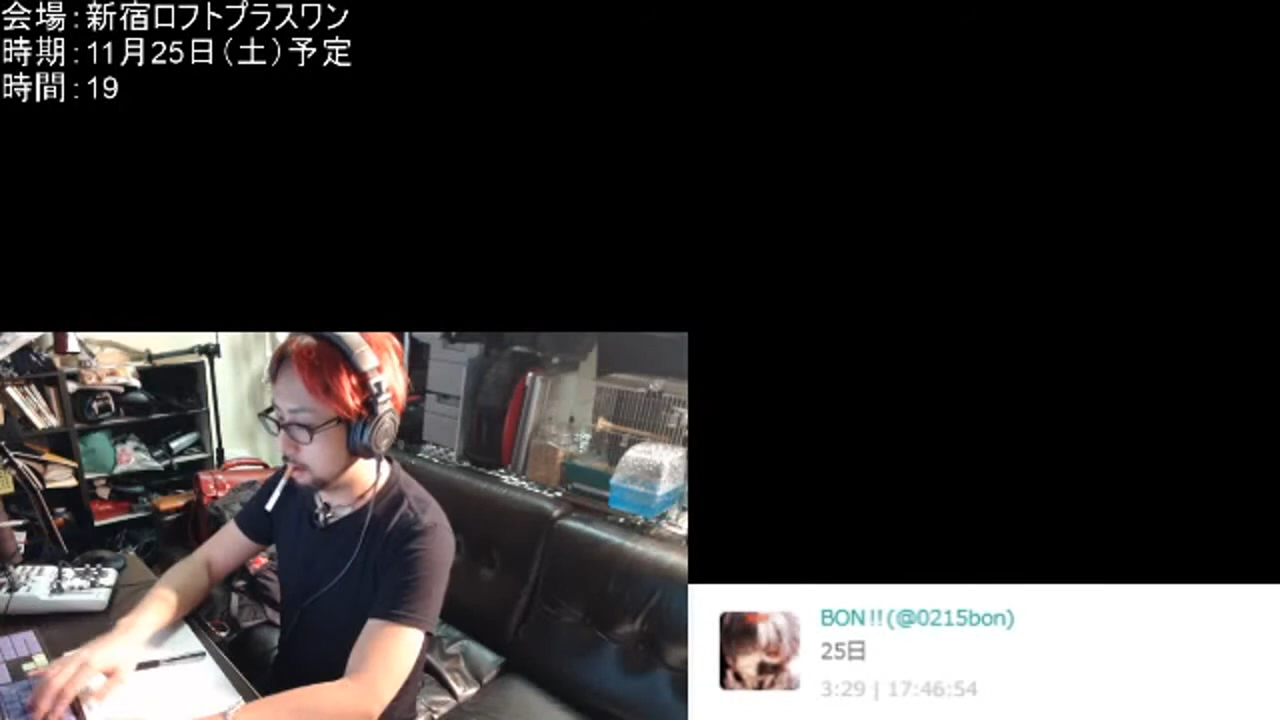 会場：新宿ロフトプラスワン
時期：11月25日（土）予定
時間：19
BON!!(@0215bon)
25日
3:29 | 17:46:54